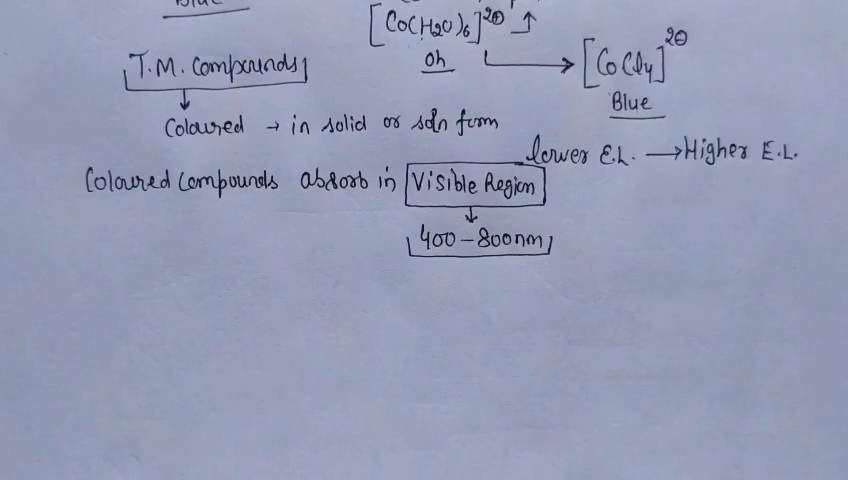 Blue
[Co(H2O)6]²⊕ ↑
Oh → [CoCl4]²⊖
Blue
T.M. Compounds
↓
Coloured → in solid or soln form
lower E.L. → Higher E.L.
Coloured Compounds absorb in Visible Region
↓
400 - 800nm